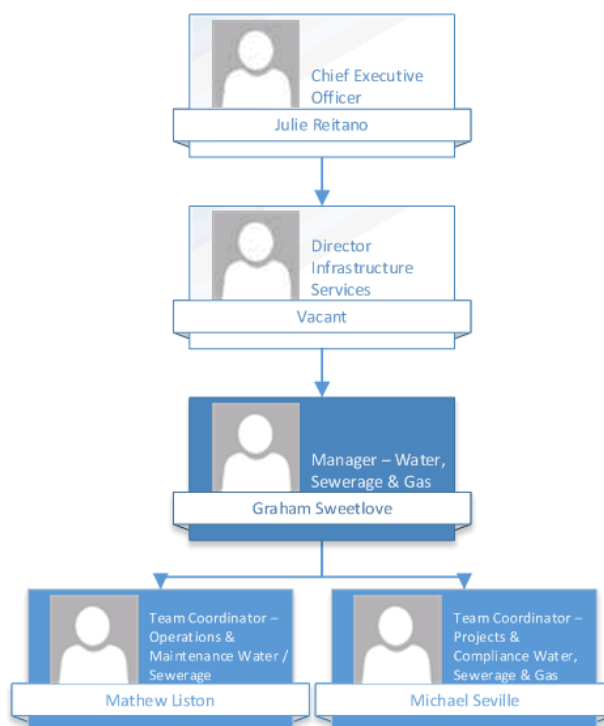 Chief Executive
Officer
Julie Reitano
Director
Infrastructure
Services
Vacant
Manager – Water,
Sewerage & Gas
Graham Sweetlove
Team Coordinator –
Operations &
Maintenance Water /
Sewerage
Mathew Liston
Team Coordinator –
Projects &
Compliance Water,
Sewerage & Gas
Michael Seville